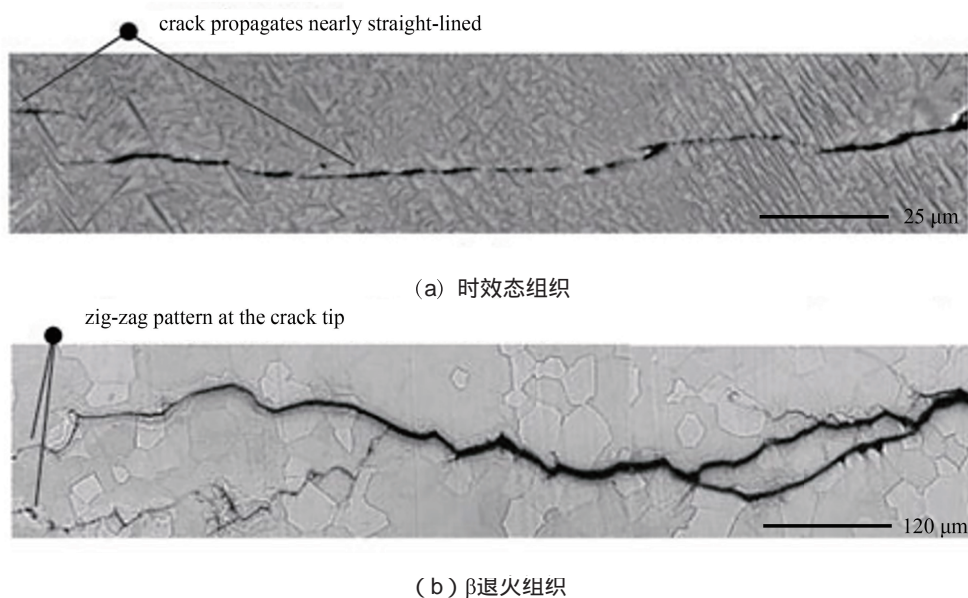 crack propagates nearly straight-lined
25 μm
（a）时效态组织
zig-zag pattern at the crack tip
120 μm
（b）β退火组织